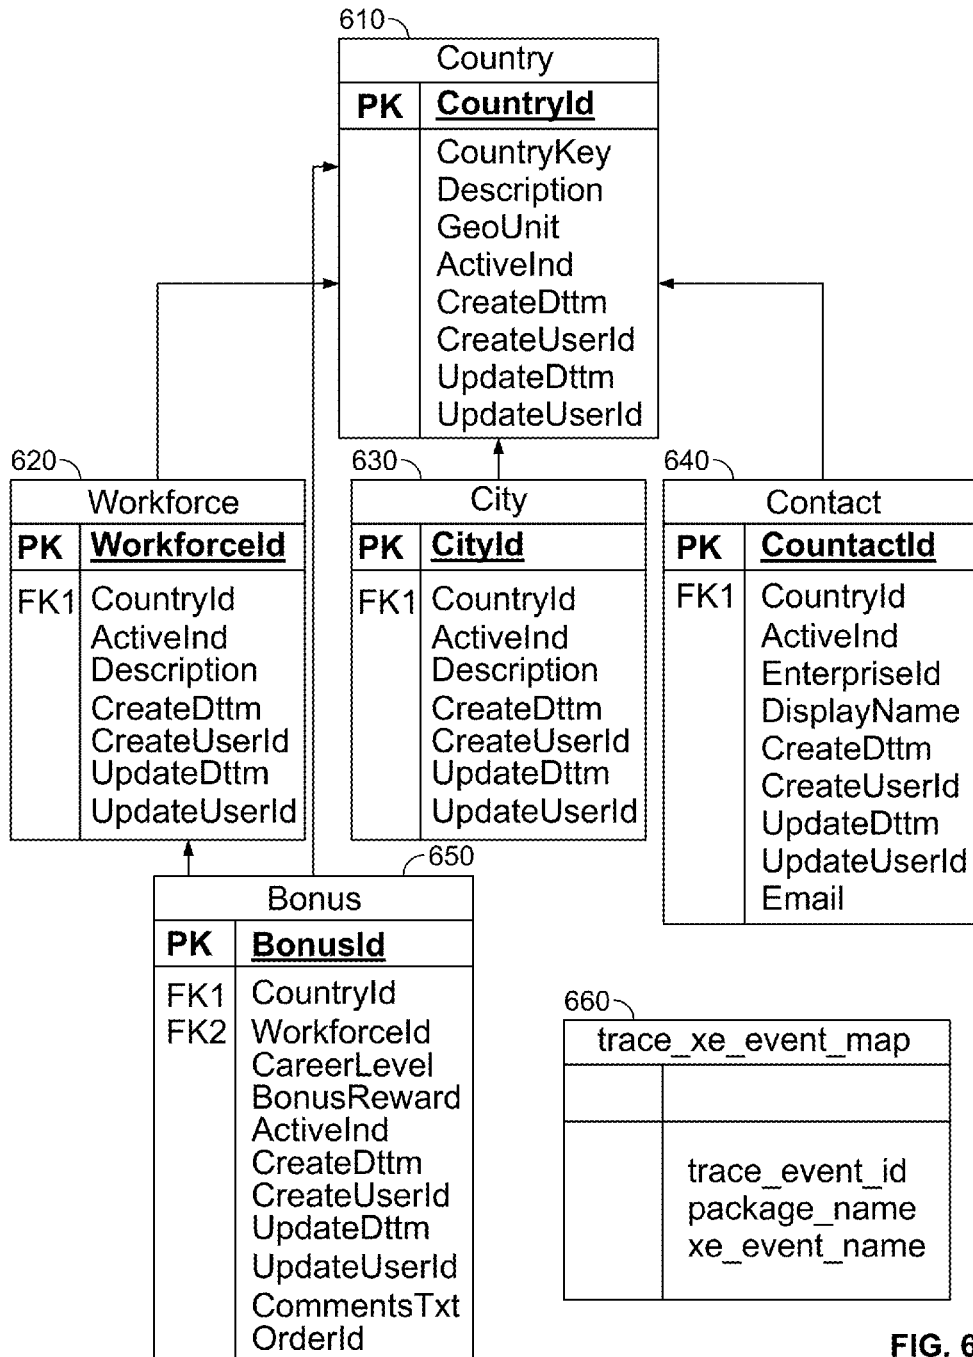 610
Country
PK CountryId
CountryKey
Description
GeoUnit
ActiveInd
CreateDttm
CreateUserId
UpdateDttm
UpdateUserId
620
Workforce
PK WorkforceId
FK1 CountryId
ActiveInd
Description
CreateDttm
CreateUserId
UpdateDttm
UpdateUserId
630
City
PK CityId
FK1 CountryId
ActiveInd
Description
CreateDttm
CreateUserId
UpdateDttm
UpdateUserId
640
Contact
PK CountactId
FK1 CountryId
ActiveInd
EnterpriseId
DisplayName
CreateDttm
CreateUserId
UpdateDttm
UpdateUserId
Email
650
Bonus
PK BonusId
FK1 CountryId
FK2 WorkforceId
CareerLevel
BonusReward
ActiveInd
CreateDttm
CreateUserId
UpdateDttm
UpdateUserId
CommentsTxt
OrderId
660
trace_xe_event_map
trace_event_id
package_name
xe_event_name
FIG. 6